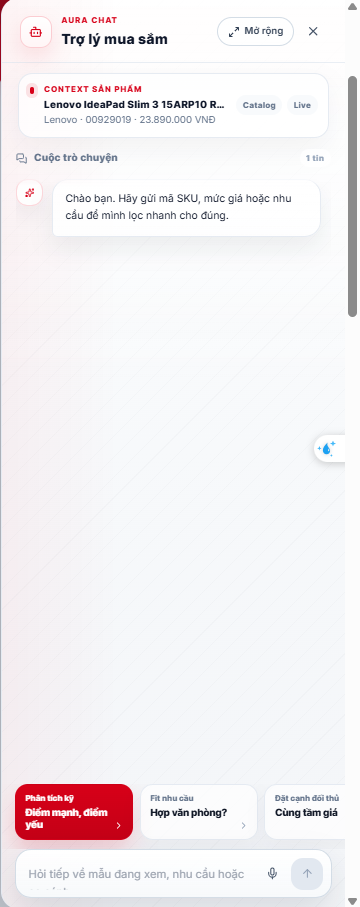 AURA CHAT
Trợ lý mua sắm
Mở rộng
CONTEXT SẢN PHẨM
Lenovo IdeaPad Slim 3 15ARP10 R...
Catalog
Live
Lenovo · 00929019 · 23.890.000 VNĐ
Cuộc trò chuyện
1 tin
Chào bạn. Hãy gửi mã SKU, mức giá hoặc nhu
cầu để mình lọc nhanh cho đúng.
Phân tích kỹ
Điểm mạnh, điểm
yếu
Fit nhu cầu
Hợp văn phòng?
Đặt cạnh đối thủ
Cùng tầm giá
Hỏi tiếp về mẫu đang xem, nhu cầu hoặc